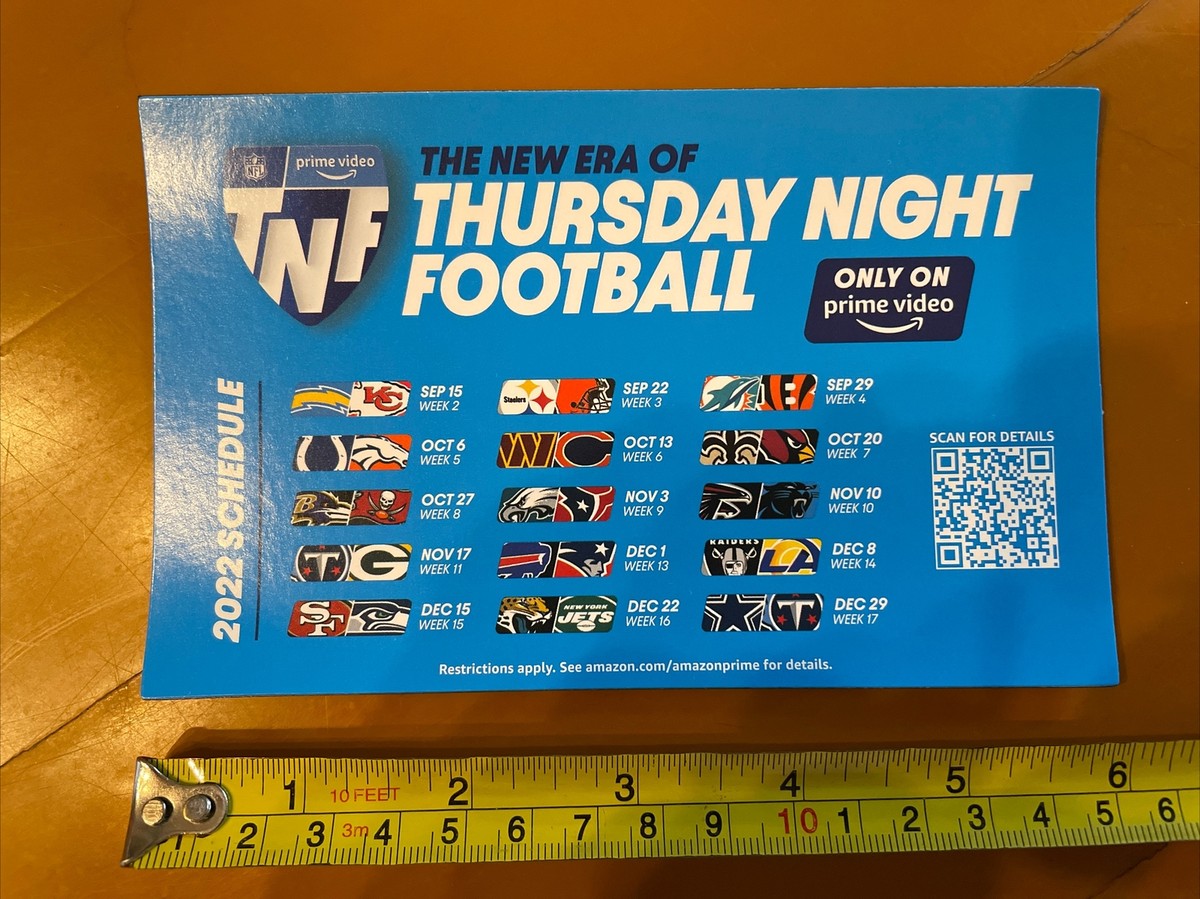 NFL
prime video
TNF
THE NEW ERA OF
THURSDAY NIGHT
FOOTBALL
ONLY ON
prime video
2022 SCHEDULE
KC
SEP 15
WEEK 2
Steelers
SEP 22
WEEK 3
SEP 29
WEEK 4
OCT 6
WEEK 5
W
C
OCT 13
WEEK 6
OCT 20
WEEK 7
B
OCT 27
WEEK 8
NOV 3
WEEK 9
NOV 10
WEEK 10
T
G
NOV 17
WEEK 11
DEC 1
WEEK 13
RAIDERS
LA
DEC 8
WEEK 14
SF
DEC 15
WEEK 15
NEW YORK
JETS
DEC 22
WEEK 16
T
DEC 29
WEEK 17
SCAN FOR DETAILS
Restrictions apply. See amazon.com/amazonprime for details.
1 10 FEET 2 3 4 5 6
1 2 3 3m 4 5 6 7 8 9 10 1 2 3 4 5 6